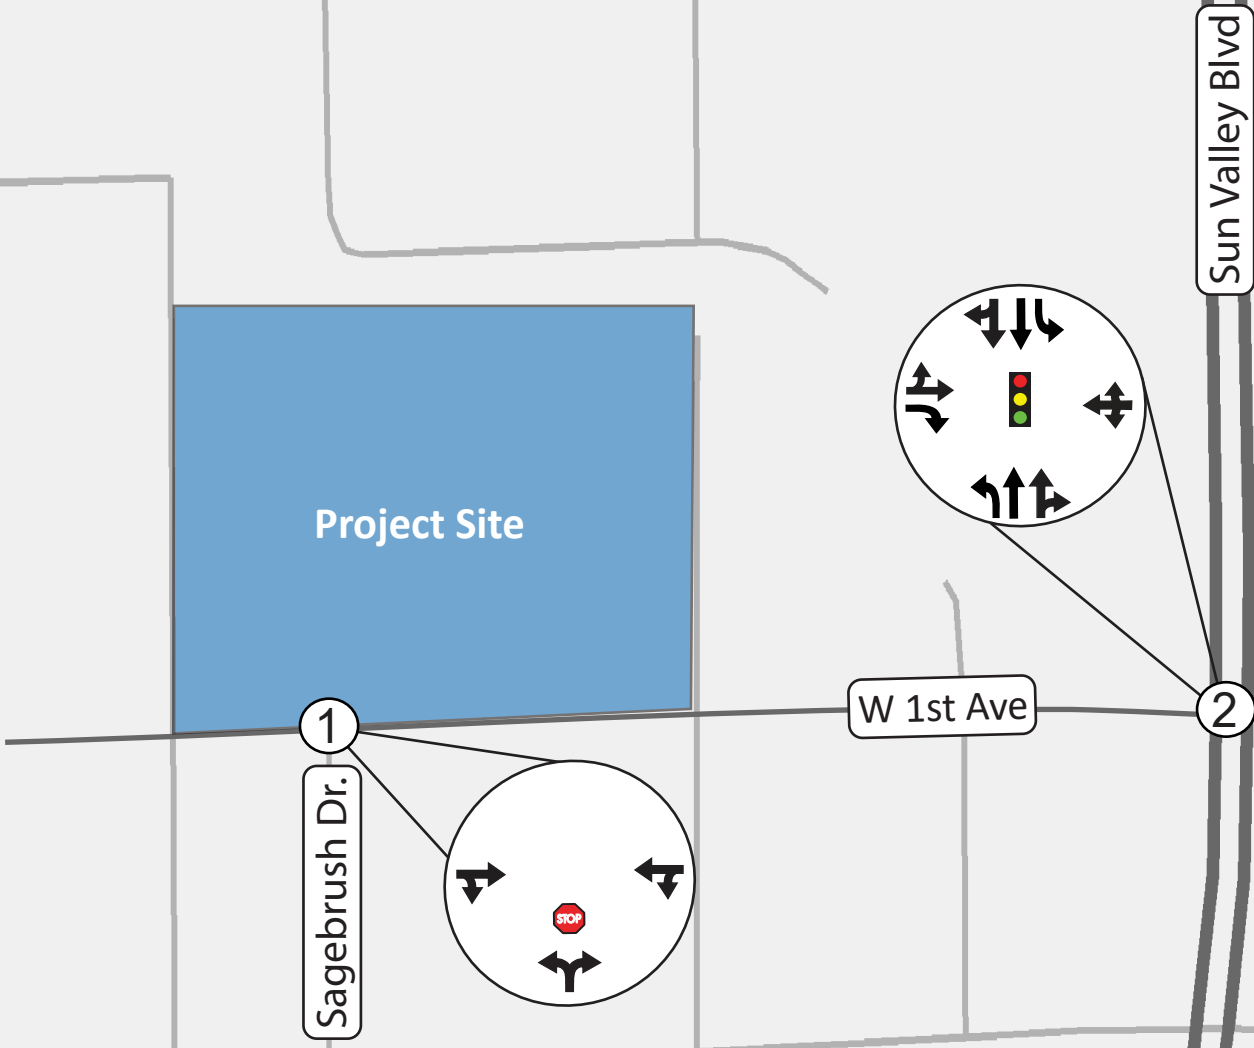 Sun Valley Blvd
Project Site
W 1st Ave
2
1
Sagebrush Dr.
STOP